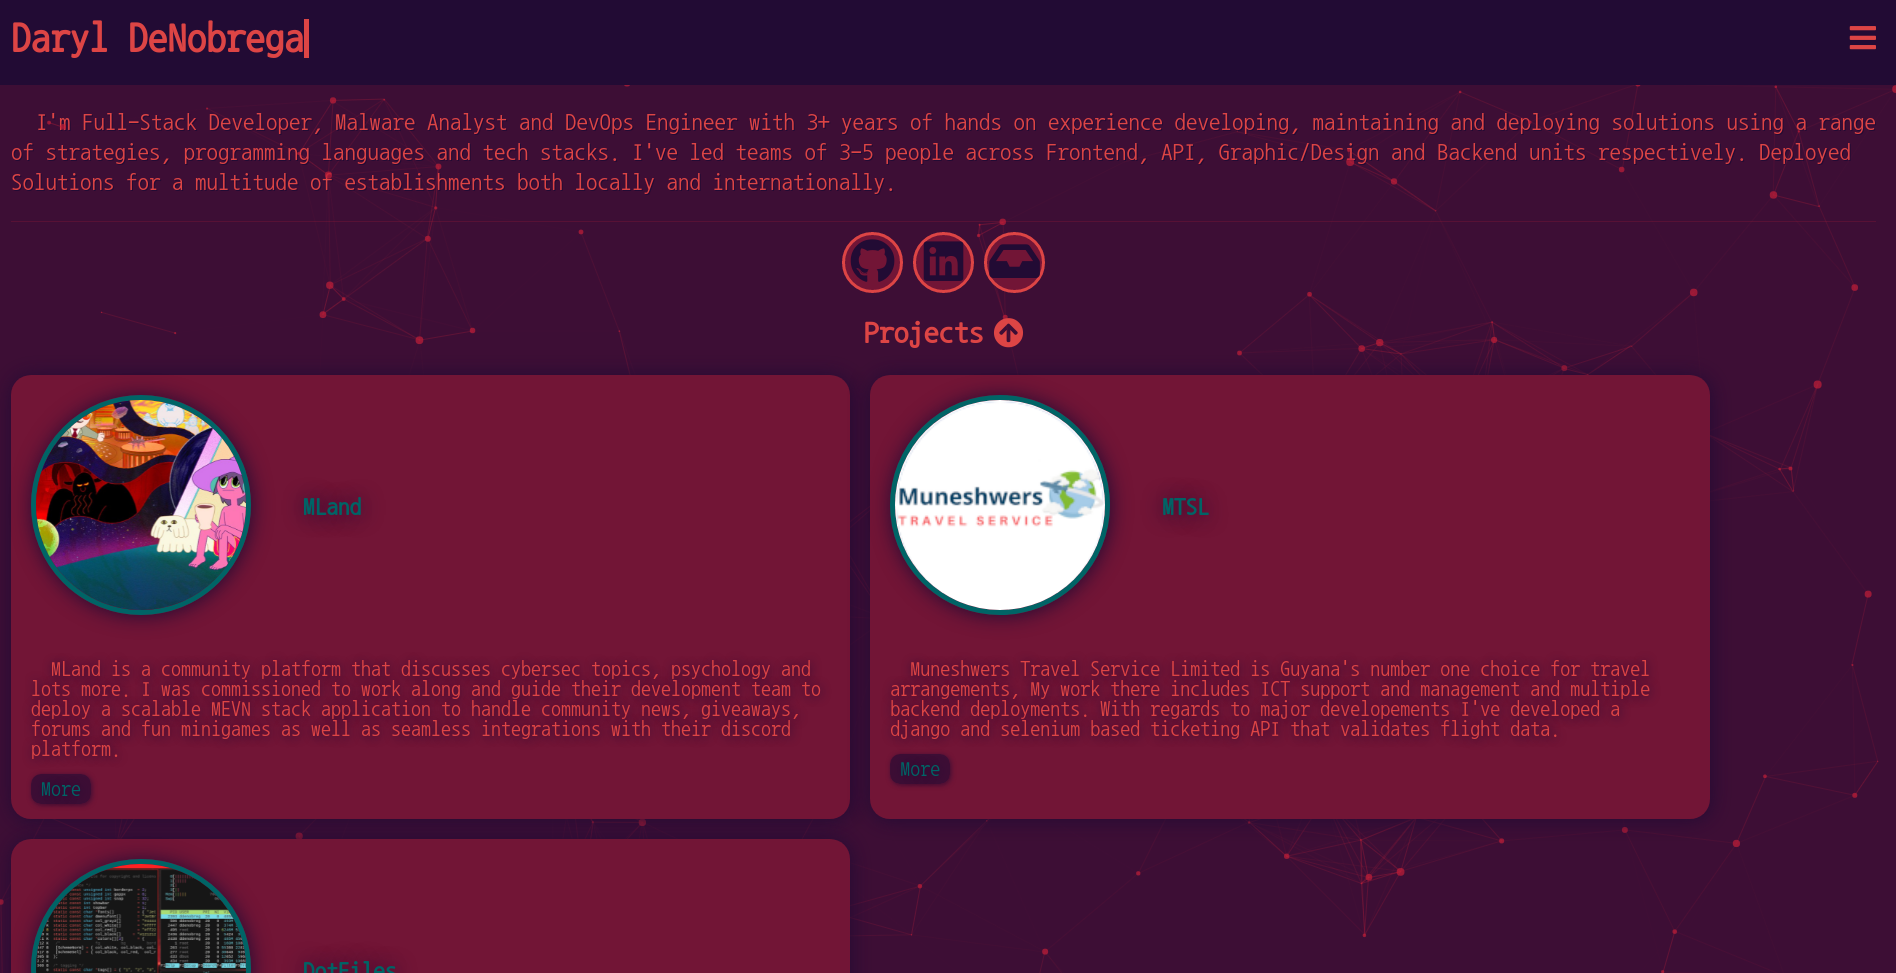 Daryl DeNobrega
I'm Full-Stack Developer, Malware Analyst and DevOps Engineer with 3+ years of hands on experience developing, maintaining and deploying solutions using a range
of strategies, programming languages and tech stacks. I've led teams of 3-5 people across Frontend, API, Graphic/Design and Backend units respectively. Deployed
Solutions for a multitude of establishments both locally and internationally.
in
Projects
MLand
MLand is a community platform that discusses cybersec topics, psychology and
lots more. I was commissioned to work along and guide their development team to
deploy a scalable MEVN stack application to handle community news, giveaways,
forums and fun minigames as well as seamless integrations with their discord
platform.
More
Muneshwers
TRAVEL SERVICE
MTSL
Muneshwers Travel Service Limited is Guyana's number one choice for travel
arrangements, My work there includes ICT support and management and multiple
backend deployments. With regards to major developements I've developed a
django and selenium based ticketing API that validates flight data.
More
DotFiles